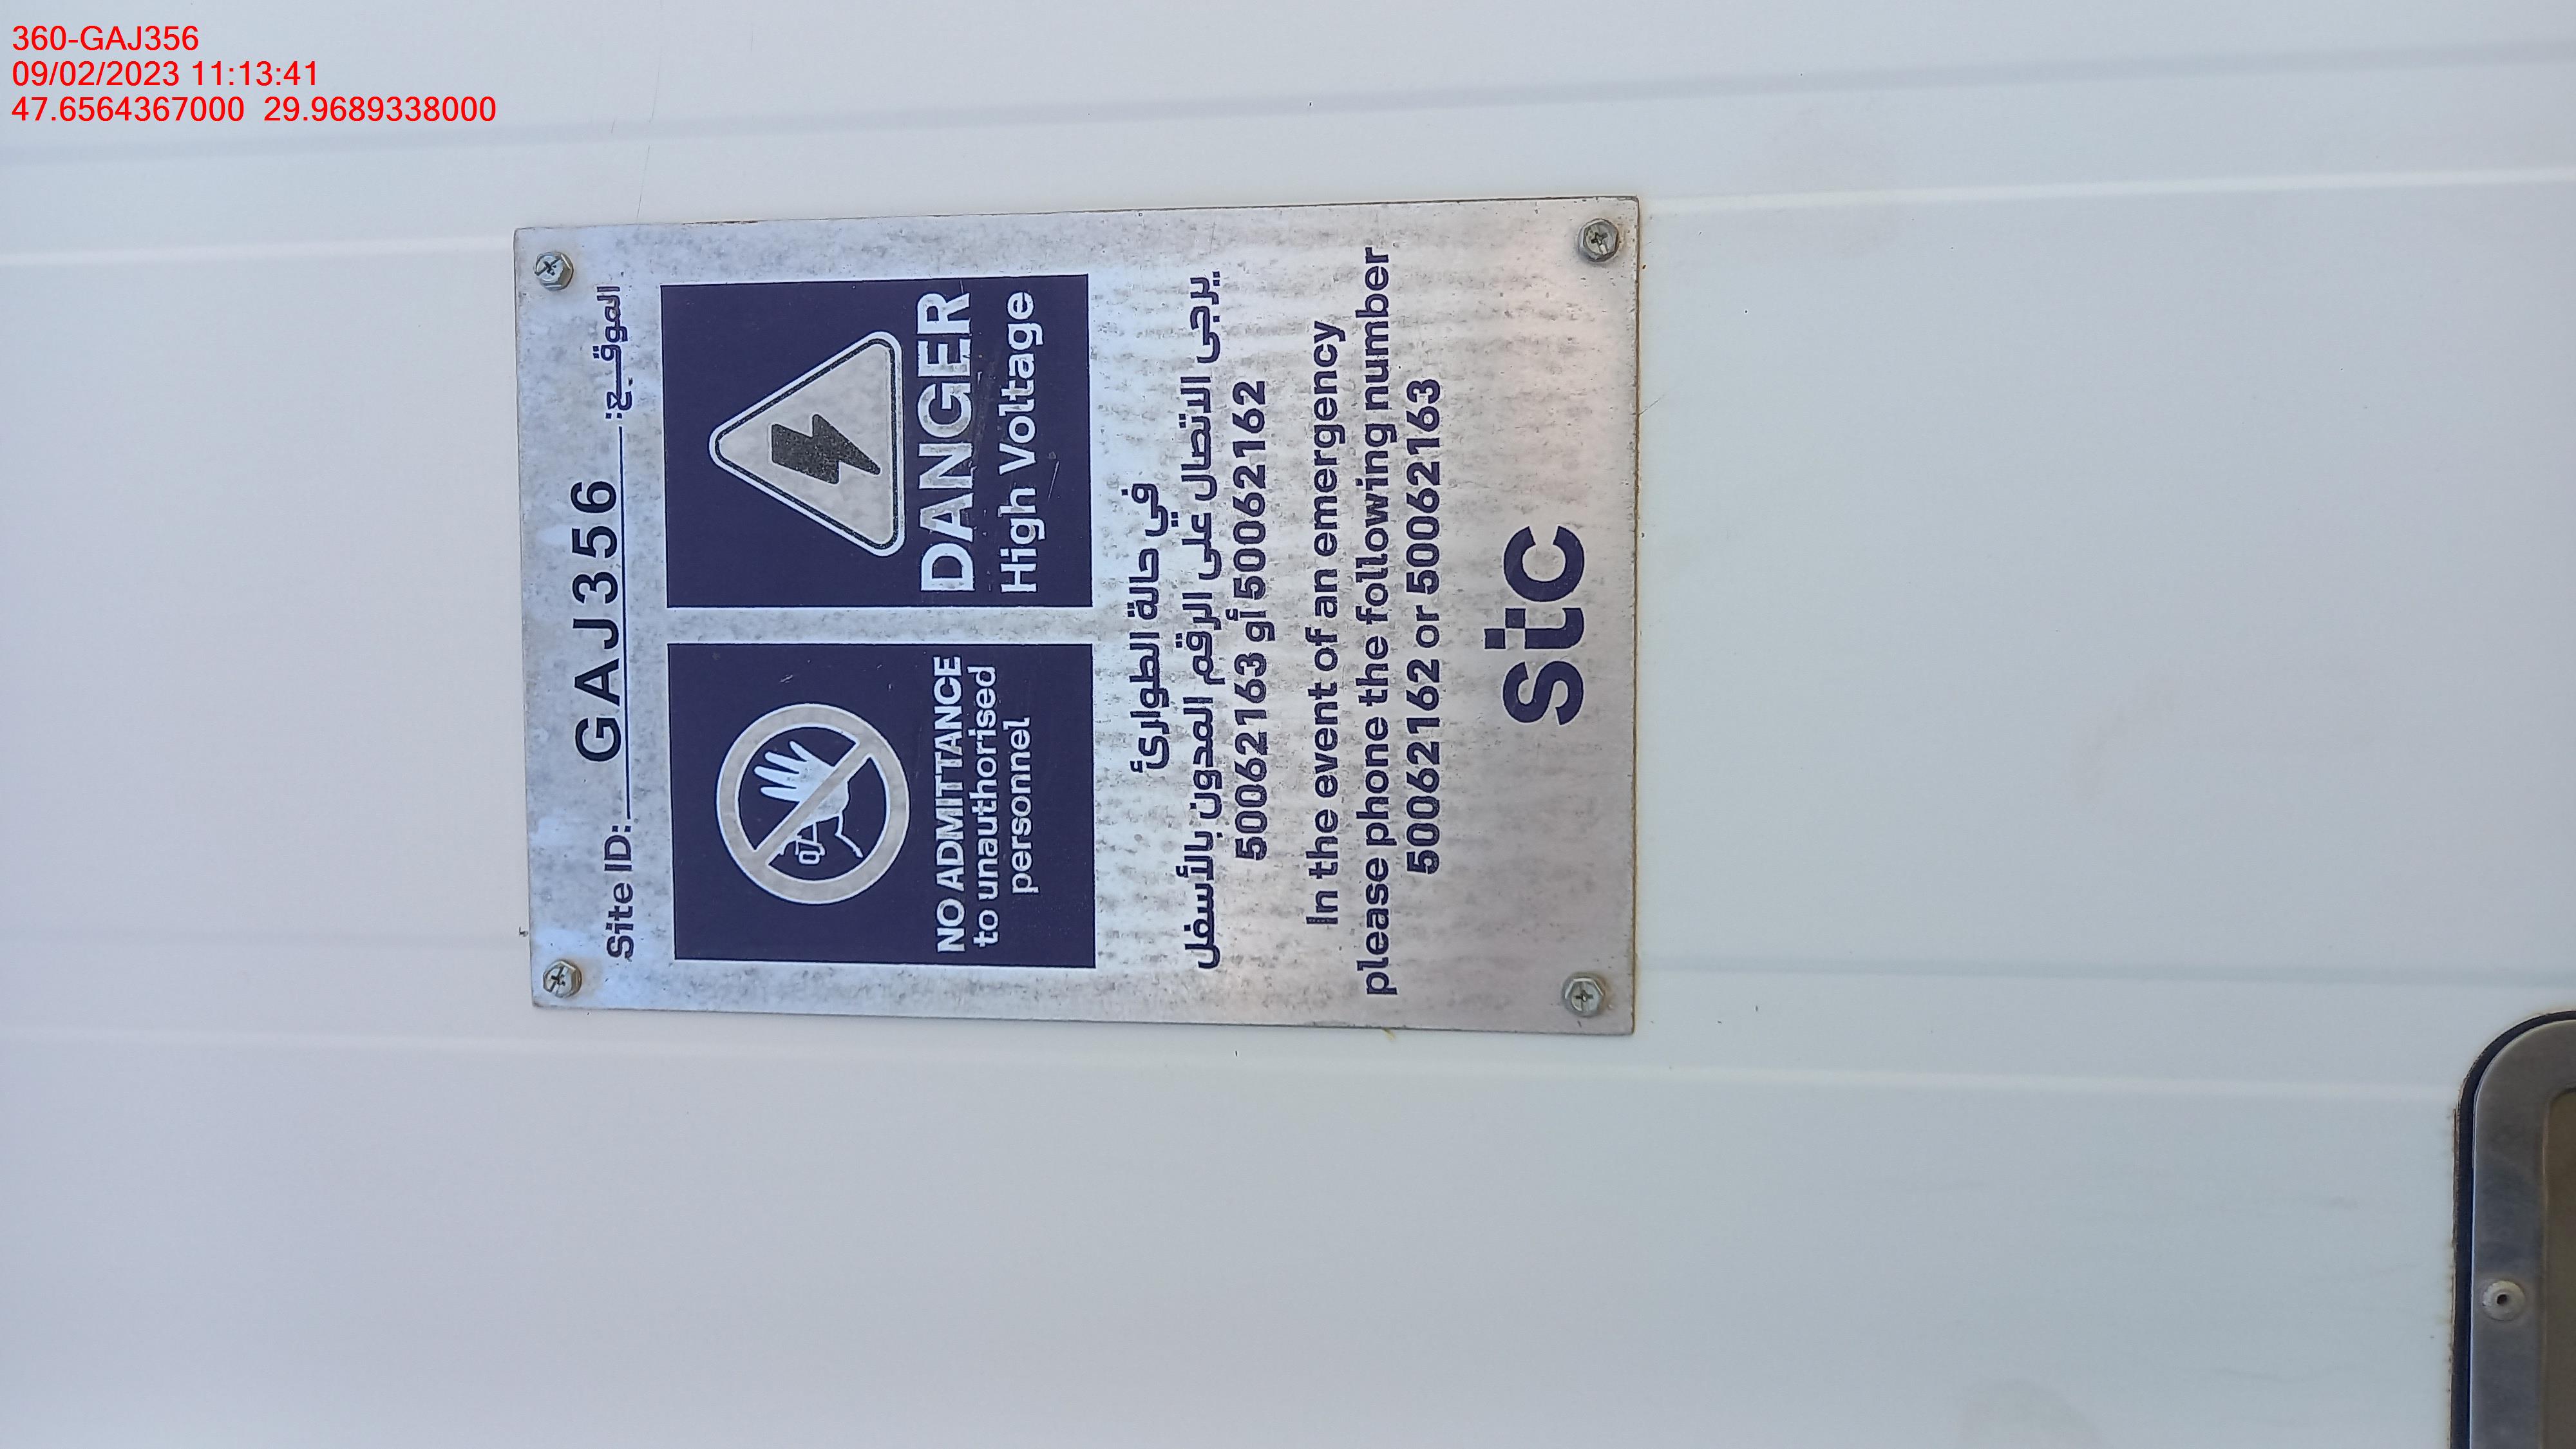 360-GAJ356
09/02/2023 11:13:41
47.6564367000 29.9689338000
Site ID: GAJ356 الموقع:
NO ADMITTANCE
to unauthorised
personnel
DANGER
High Voltage
في حالة الطوارئ
يرجى الاتصال على الرقم المدون بالأسفل
50062162 أو 50062163
In the event of an emergency
please phone the following number
50062162 or 50062163
stc